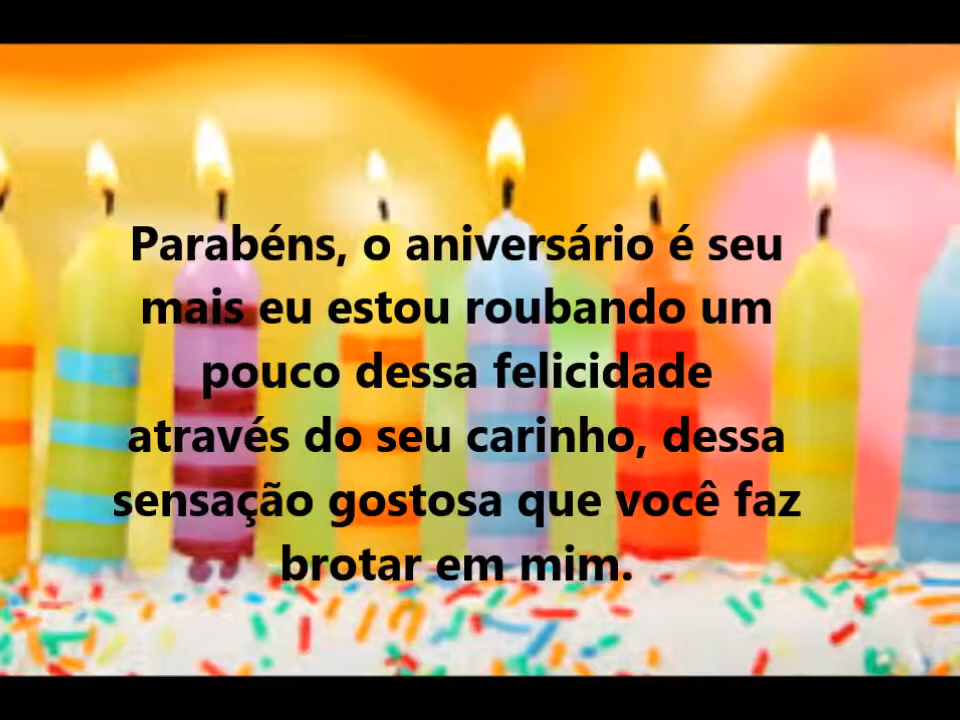 Parabéns, o aniversário é seu
mais eu estou roubando um
pouco dessa felicidade
através do seu carinho, dessa
sensação gostosa que você faz
brotar em mim.